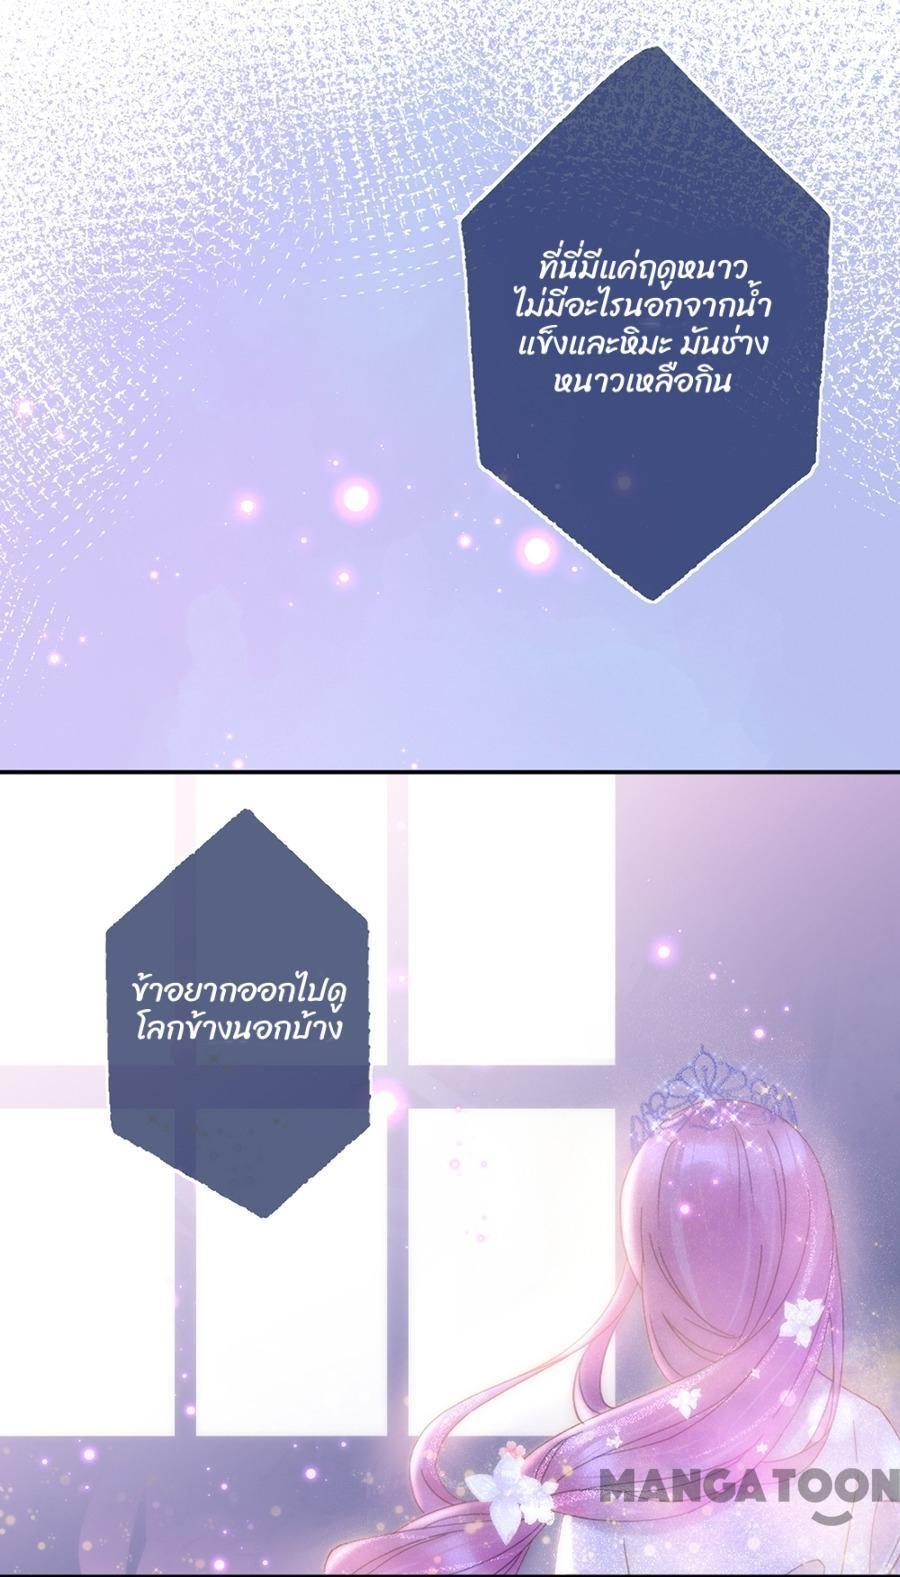 ที่นี่มีแค่ฤดูหนาว
ไม่มีอะไรนอกจากน้ำ
แข็งและหิมะ มันช่าง
หนาวเหลือกิน
ข้าอยากออกไปดู
โลกข้างนอกบ้าง
MANGATOON